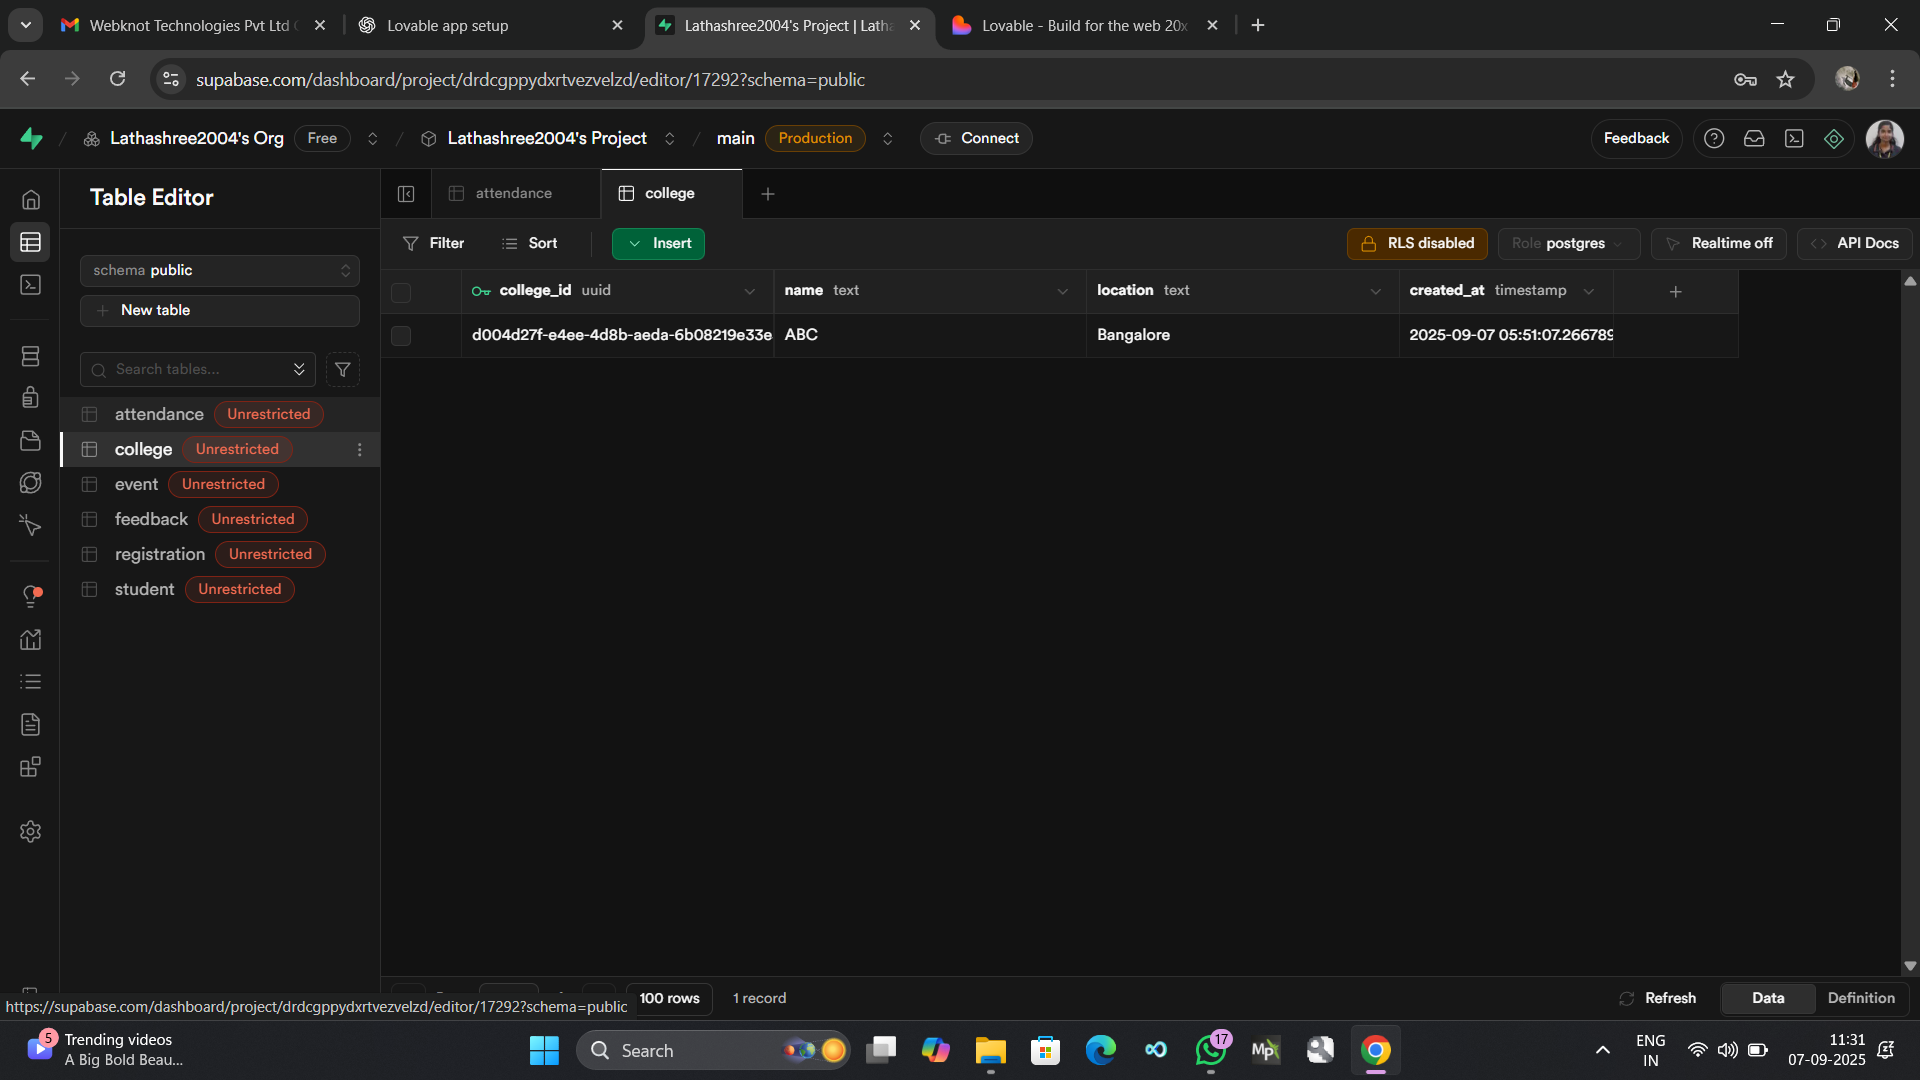 Webknot Technologies Pvt Ltd
Lovable app setup
Lathashree2004's Project | Latha
Lovable - Build for the web 20x
supabase.com/dashboard/project/drdcgppydxrtvezvelzd/editor/17292?schema=public
Lathashree2004's Org Free / Lathashree2004's Project / main Production Connect Feedback
Table Editor
attendance
college
Filter
Sort
Insert
RLS disabled
Role postgres
Realtime off
API Docs
schema public
New table
Search tables...
attendance Unrestricted
college Unrestricted
event Unrestricted
feedback Unrestricted
registration Unrestricted
student Unrestricted
college_id uuid name text location text created_at timestamp
d004d27f-e4ee-4d8b-aeda-6b08219e33e ABC Bangalore 2025-09-07 05:51:07.266789
100 rows
1 record
Refresh
Data
Definition
https://supabase.com/dashboard/project/drdcgppydxrtvezvelzd/editor/17292?schema=public
5
Trending videos
A Big Bold Beau...
Search
17
Mp
ENG
IN
11:31
07-09-2025